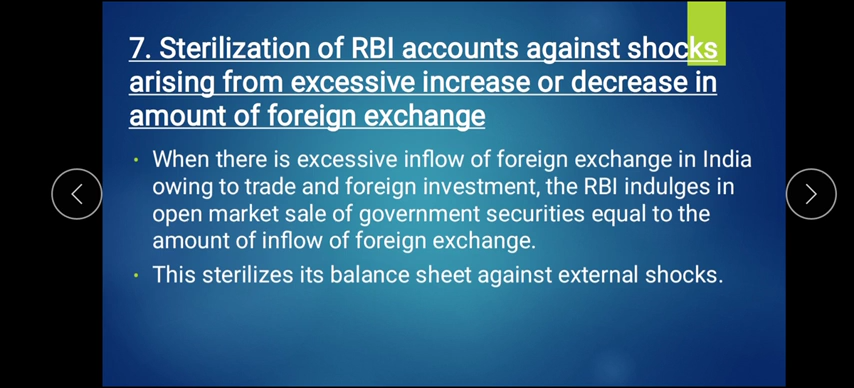 7. Sterilization of RBI accounts against shocks
arising from excessive increase or decrease in
amount of foreign exchange
• When there is excessive inflow of foreign exchange in India
owing to trade and foreign investment, the RBI indulges in
open market sale of government securities equal to the
amount of inflow of foreign exchange.
• This sterilizes its balance sheet against external shocks.